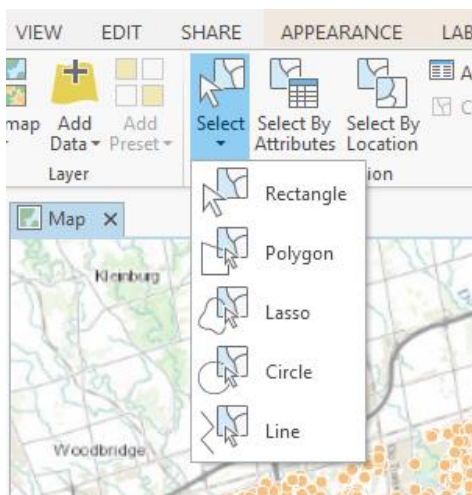 VIEW EDIT SHARE APPEARANCE LAB
map Add Data Add Preset Select Select By Attributes Select By Location A
C
Layer ion
Map X
Rectangle
Polygon
Lasso
Circle
Line
Kleinburg
Woodbridge